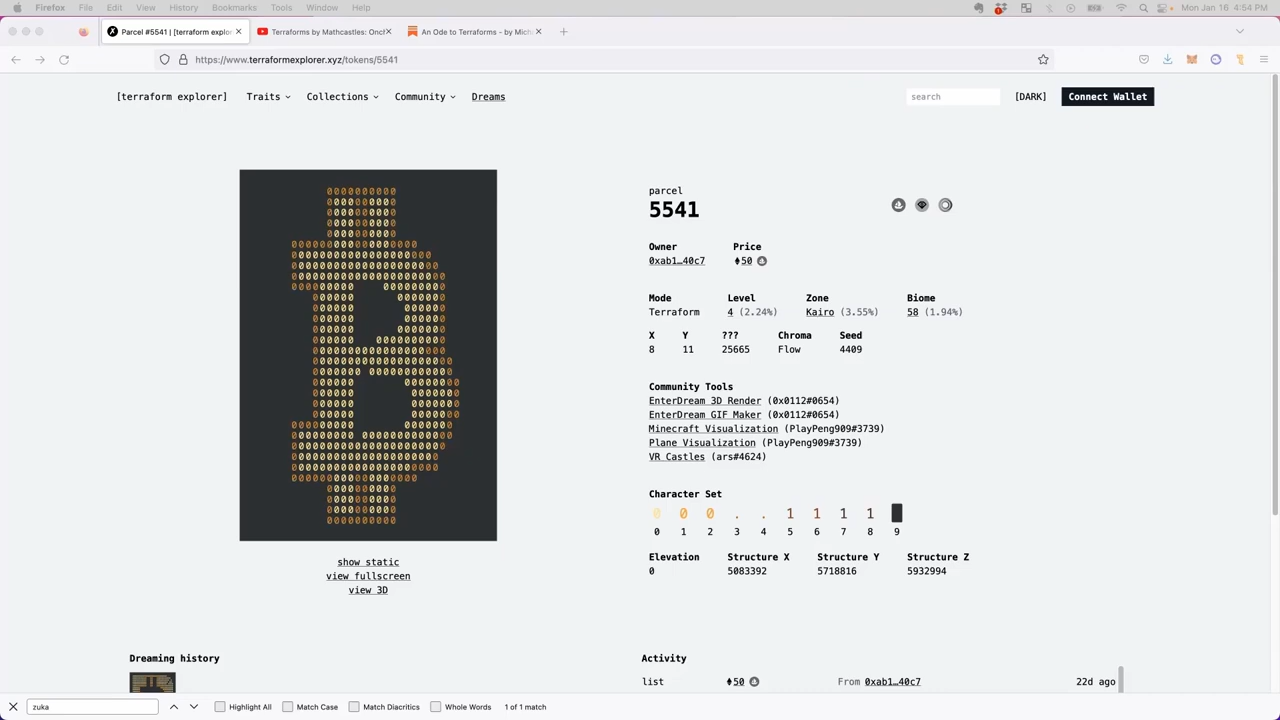 Firefox File Edit View History Bookmarks Tools Window Help Mon Jan 16 4:54 PM
Parcel #5541 | [terraform explor
Terraforms by Mathcastles: Oncl
An Ode to Terraforms - by Mich
https://www.terraformexplorer.xyz/tokens/5541
[terraform explorer] Traits Collections Community Dreams search [DARK] Connect Wallet
parcel
5541
Owner Price
0xab1…40c7 50
Mode Level Zone Biome
Terraform 4 (2.24%) Kairo (3.55%) 58 (1.94%)
X Y ??? Chroma Seed
8 11 25665 Flow 4409
Community Tools
EnterDream 3D Render (0x0112#0654)
EnterDream GIF Maker (0x0112#0654)
Minecraft Visualization (PlayPeng909#3739)
Plane Visualization (PlayPeng909#3739)
VR Castles (ars#4624)
Character Set
0 0 0 . . 1 1 1 1
0 1 2 3 4 5 6 7 8 9
Elevation Structure X Structure Y Structure Z
0 5083392 5718816 5932994
show static
view fullscreen
view 3D
Dreaming history
Activity
list 50 From 0xab1…40c7 22d ago
zuka Highlight All Match Case Match Diacritics Whole Words 1 of 1 match